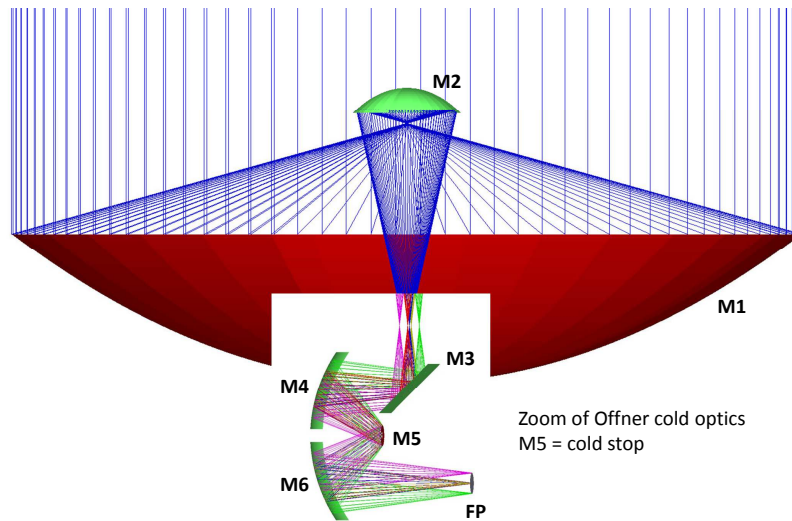 M2
M1
M3
M4
Zoom of Offner cold optics
M5
M5 = cold stop
M6
FP